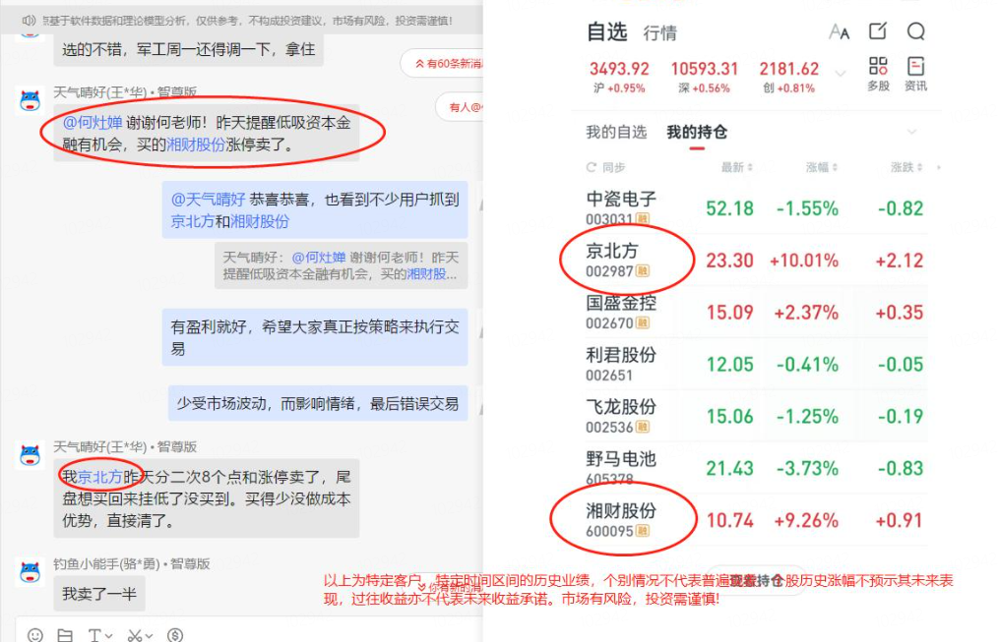 基于软件数据和理论模型分析，仅供参考，不构成投资建议，市场有风险，投资需谨慎！
选的不错，军工周一还得调一下，拿住
有60条新消
天气晴好(王*华)•智尊版
有人@
@何灶婵 谢谢何老师！昨天提醒低吸资本金
融有机会，买的湘财股份涨停卖了。
@天气晴好 恭喜恭喜，也看到不少用户抓到
京北方和湘财股份
天气晴好：@何灶婵 谢谢何老师！昨天
提醒低吸资本金融有机会，买的湘财股...
有盈利就好，希望大家真正按策略来执行交
易
少受市场波动，而影响情绪，最后错误交易
天气晴好(王*华)•智尊版
我京北方昨天分二次8个点和涨停卖了，尾
盘想买回来挂低了没买到。买得少没做成本
优势，直接清了。
钓鱼小能手(骆*勇)•智尊版
我卖了一半
你有新的消
自选 行情
AA
3493.92 10593.31 2181.62
沪 +0.95% 深 +0.56% 创 +0.81%
多股 资讯
我的自选 我的持仓
同步 最新 涨幅 涨跌
中瓷电子
003031 融 52.18 -1.55% -0.82
京北方
002987 融 23.30 +10.01% +2.12
国盛金控
002670 融 15.09 +2.37% +0.35
利君股份
002651 12.05 -0.41% -0.05
飞龙股份
002536 融 15.06 -1.25% -0.19
野马电池
605378 21.43 -3.73% -0.83
湘财股份
600095 融 10.74 +9.26% +0.91
以上为特定客户，特定时间区间的历史业绩，个别情况不代表普遍现象，个股历史涨幅不预示其未来表
现，过往收益亦不代表未来收益承诺。市场有风险，投资需谨慎!